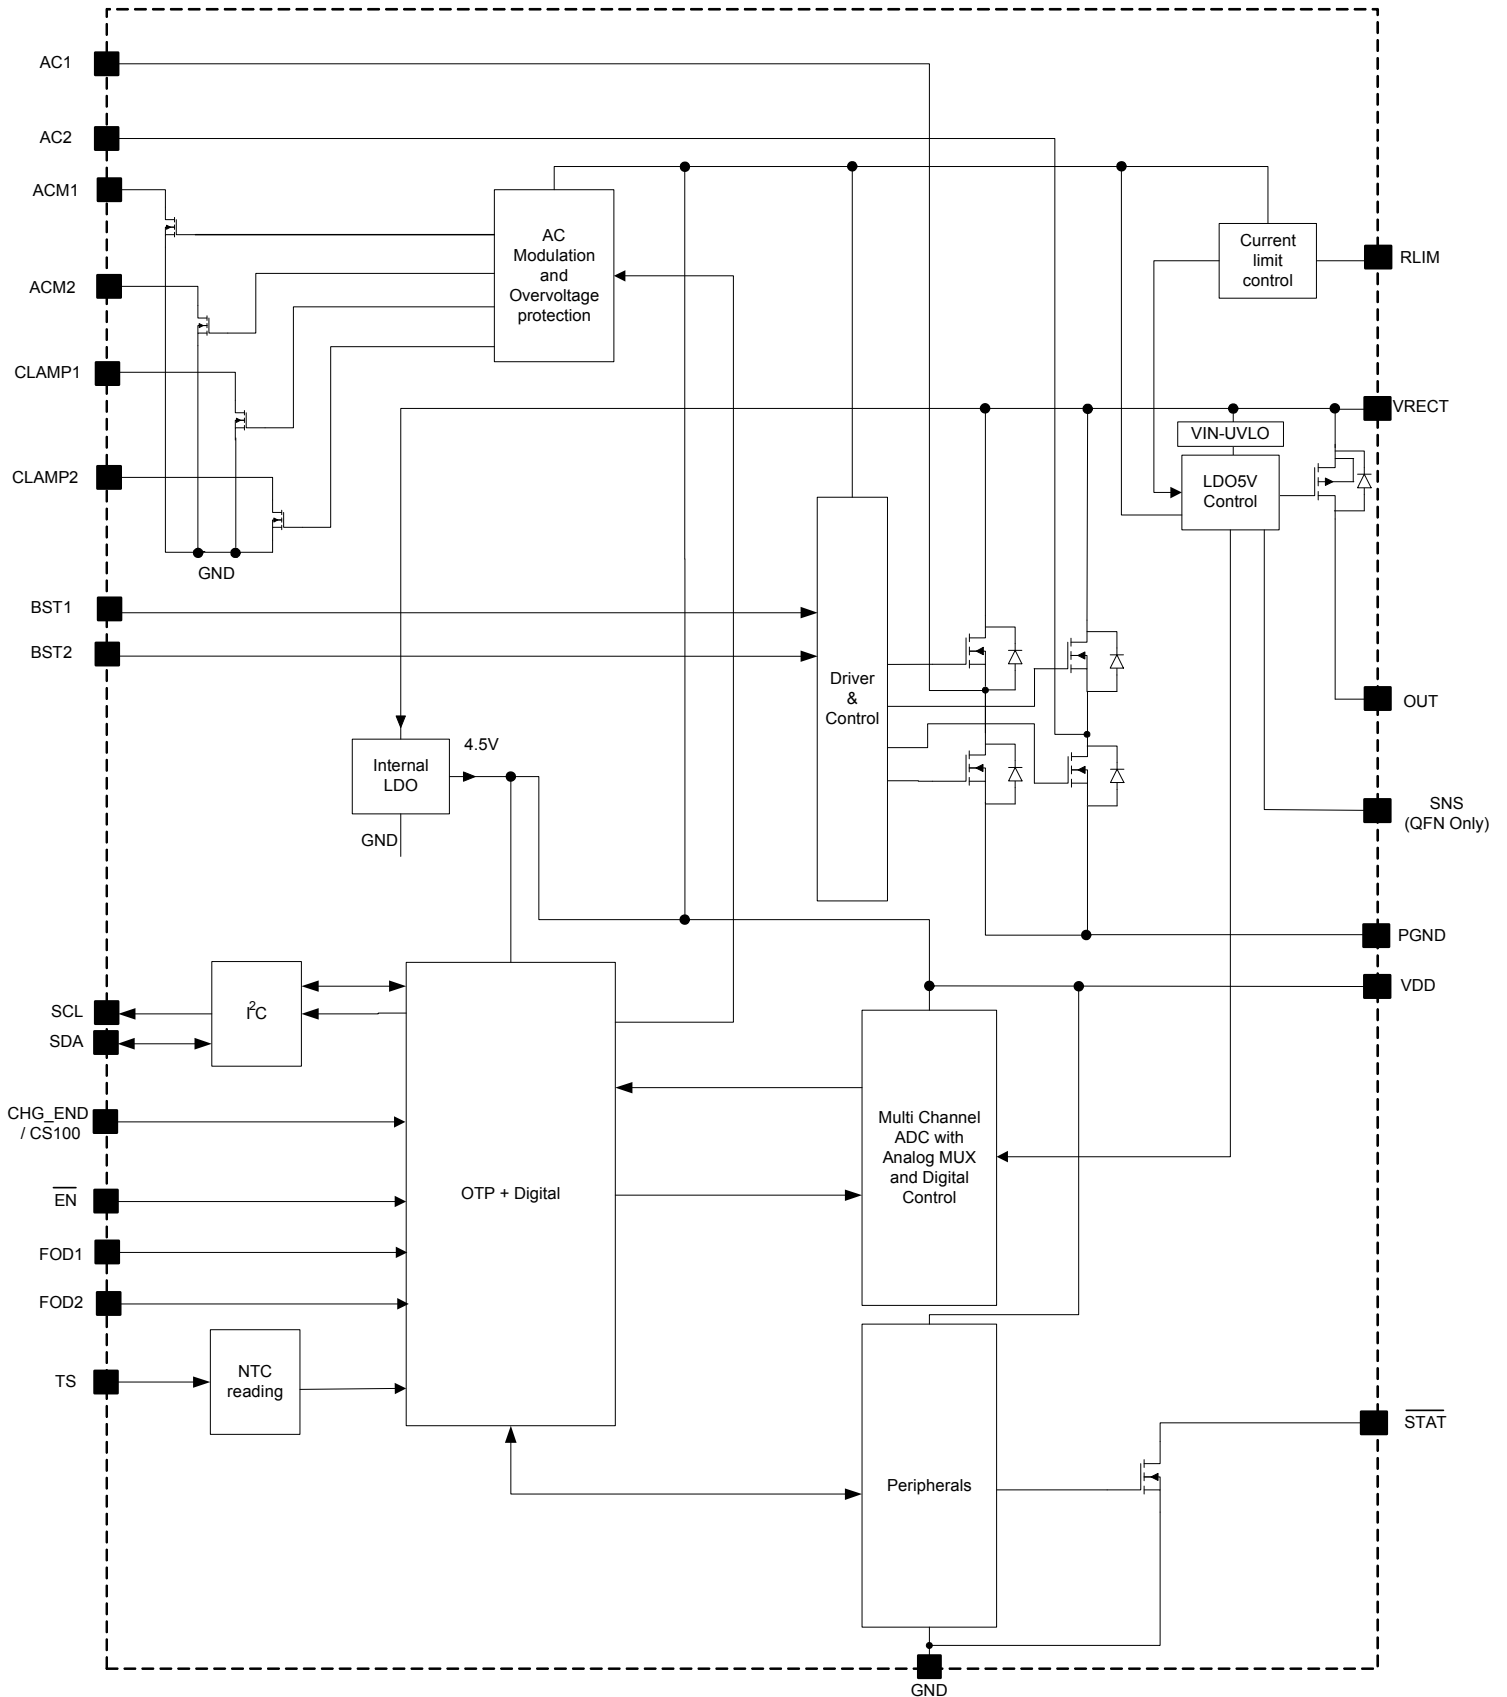 AC1
AC2
ACM1
ACM2
CLAMP1
CLAMP2
GND
BST1
BST2
AC
Modulation
and
Overvoltage
protection
Current
limit
control
RLIM
VRECT
VIN-UVLO
LDO5V
Control
Driver
&
Control
OUT
Internal
LDO
4.5V
GND
SNS
(QFN Only)
PGND
VDD
SCL
SDA
I²C
CHG_END
/ CS100
EN
FOD1
FOD2
TS
NTC
reading
OTP + Digital
Multi Channel
ADC with
Analog MUX
and Digital
Control
Peripherals
STAT
GND